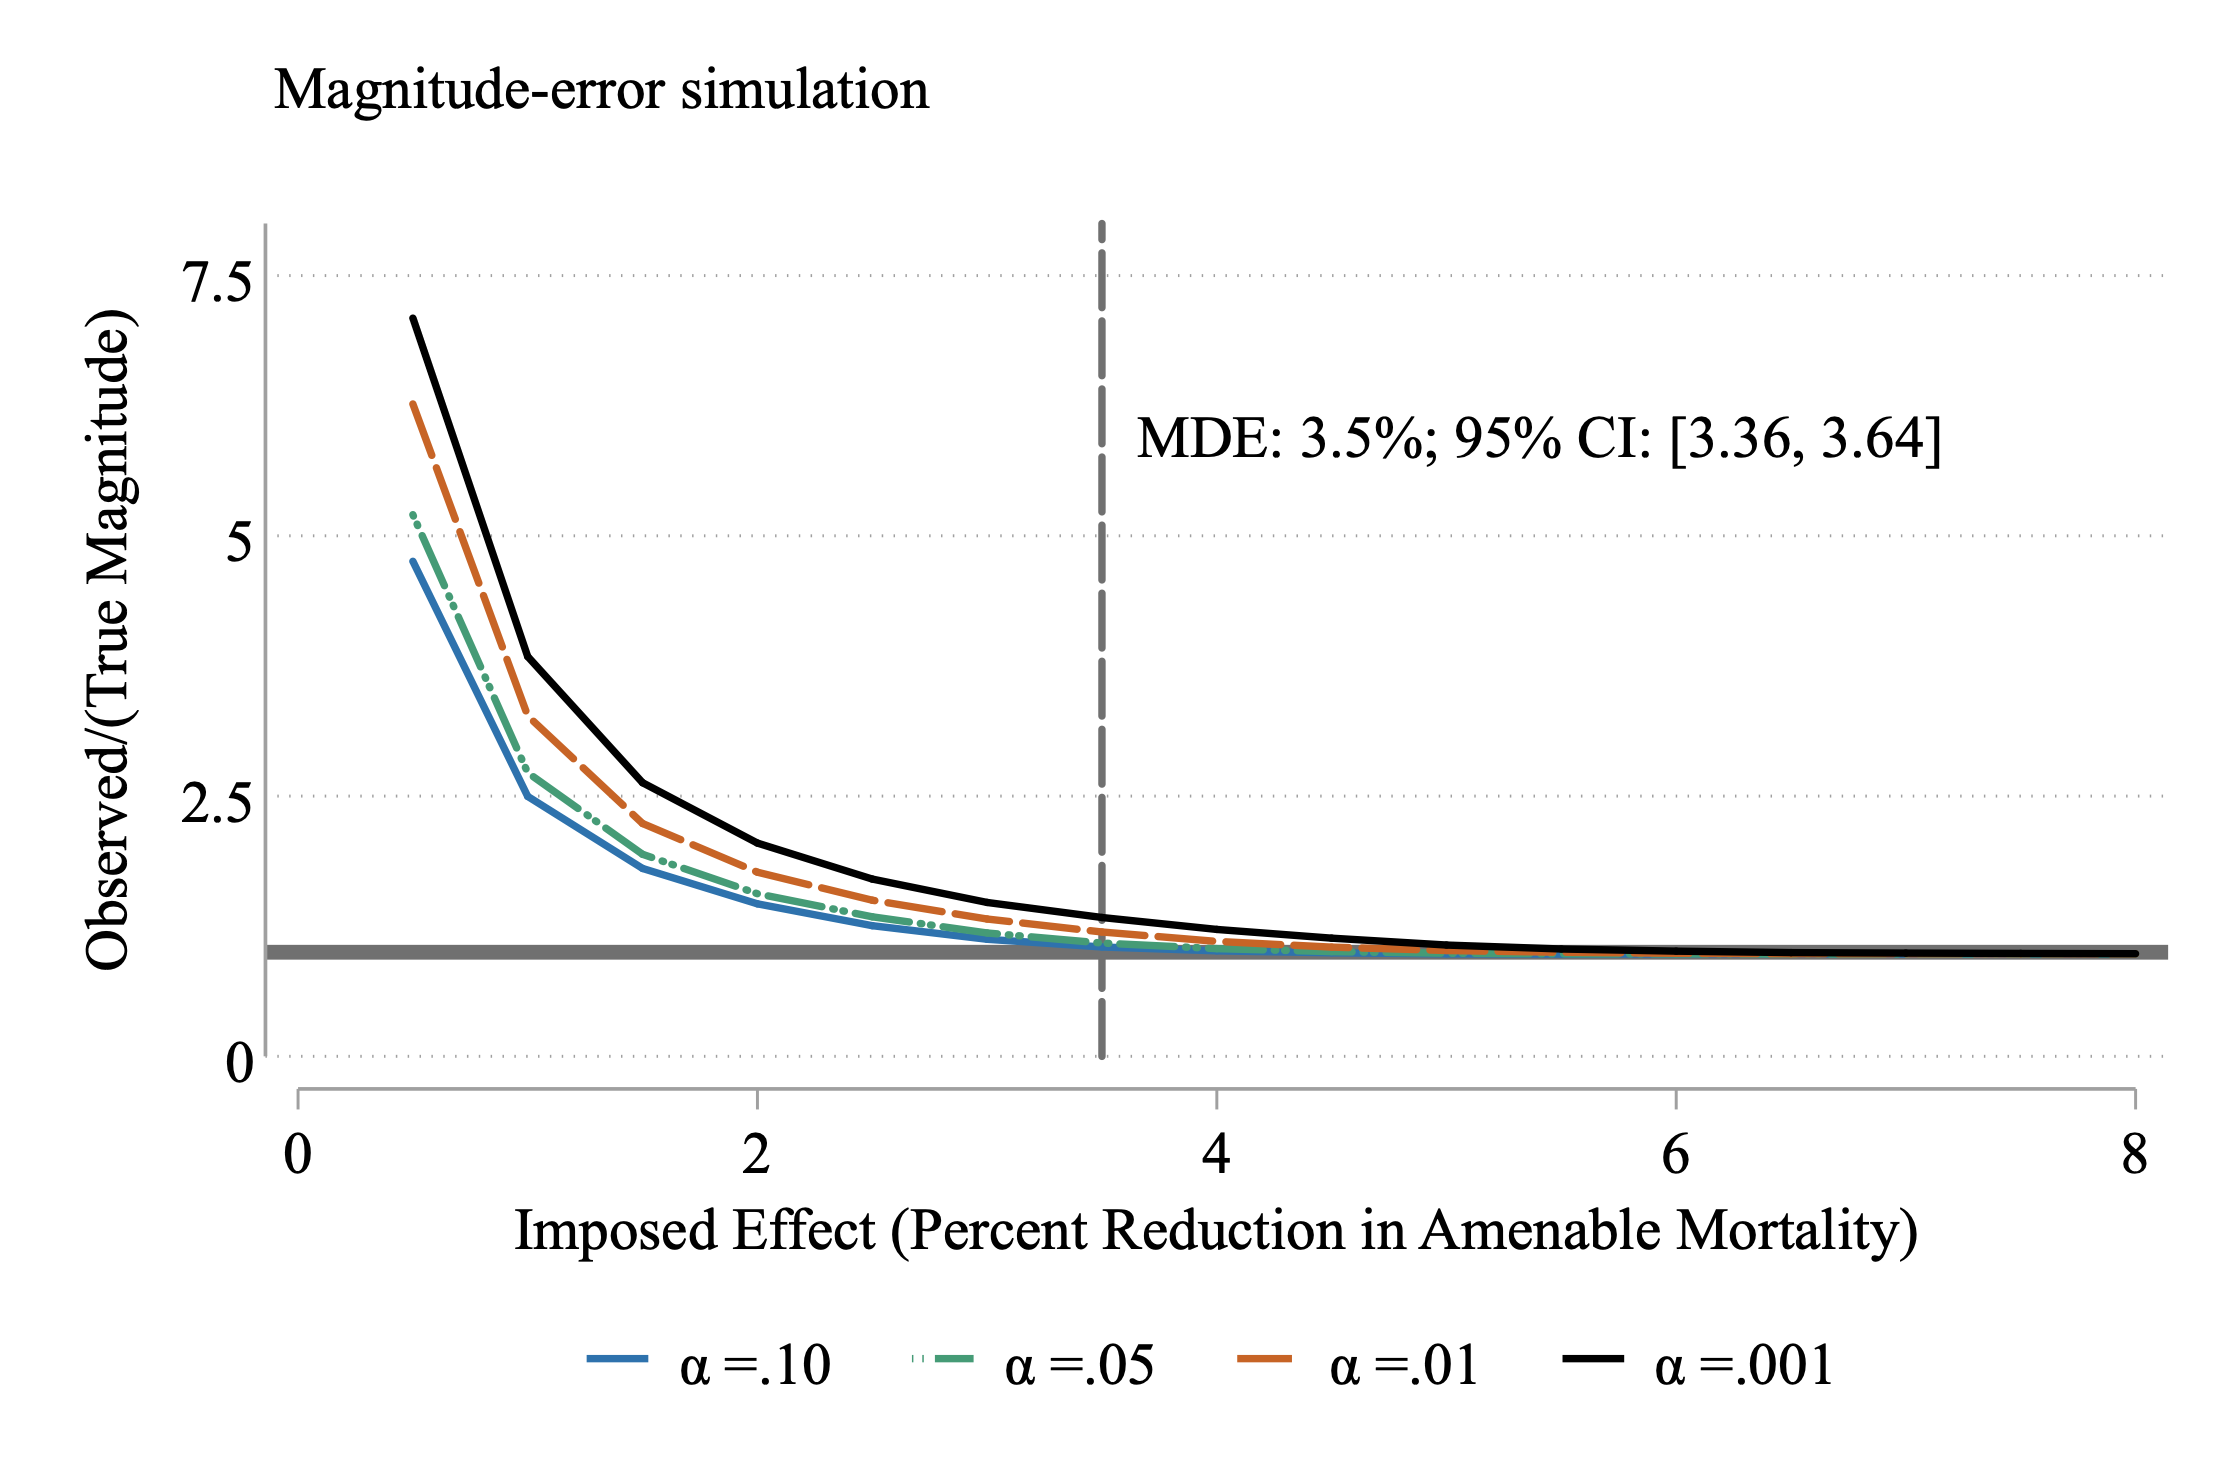 Magnitude-error simulation
Observed/(True Magnitude)
7.5
5
2.5
0
MDE: 3.5%; 95% CI: [3.36, 3.64]
0 2 4 6 8
Imposed Effect (Percent Reduction in Amenable Mortality)
α =.10 α =.05 α =.01 α =.001